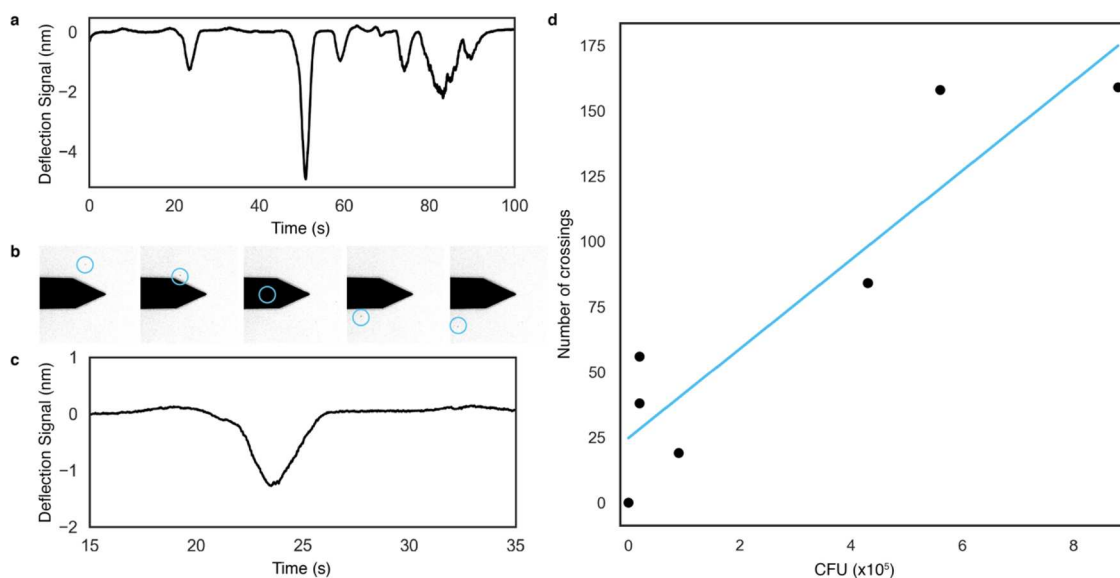 a
Deflection Signal (nm)
0
−2
−4
0 20 40 60 80 100
Time (s)
b
c
Deflection Signal (nm)
1
0
−1
−2
15 20 25 30 35
Time (s)
d
Number of crossings
175
150
125
100
75
50
25
0
0 2 4 6 8
CFU (x10⁵)